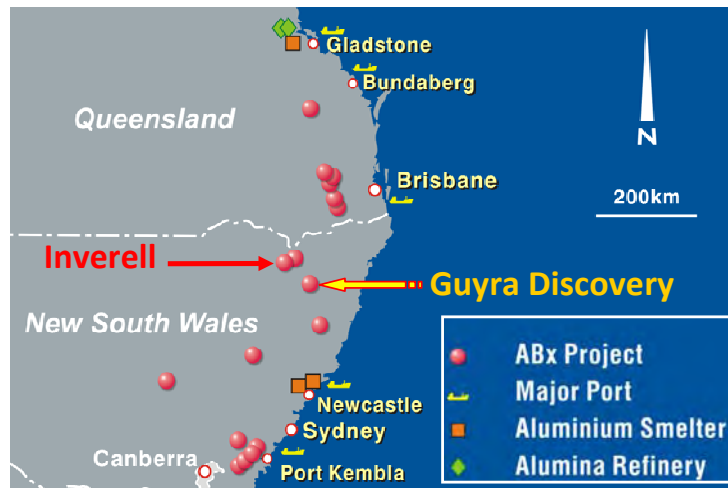 Gladstone
Bundaberg
Queensland
N
Brisbane
200km
Inverell
Guyra Discovery
New South Wales
ABx Project
Major Port
Newcastle
Aluminium Smelter
Sydney
Canberra
Port Kembla
Alumina Refinery